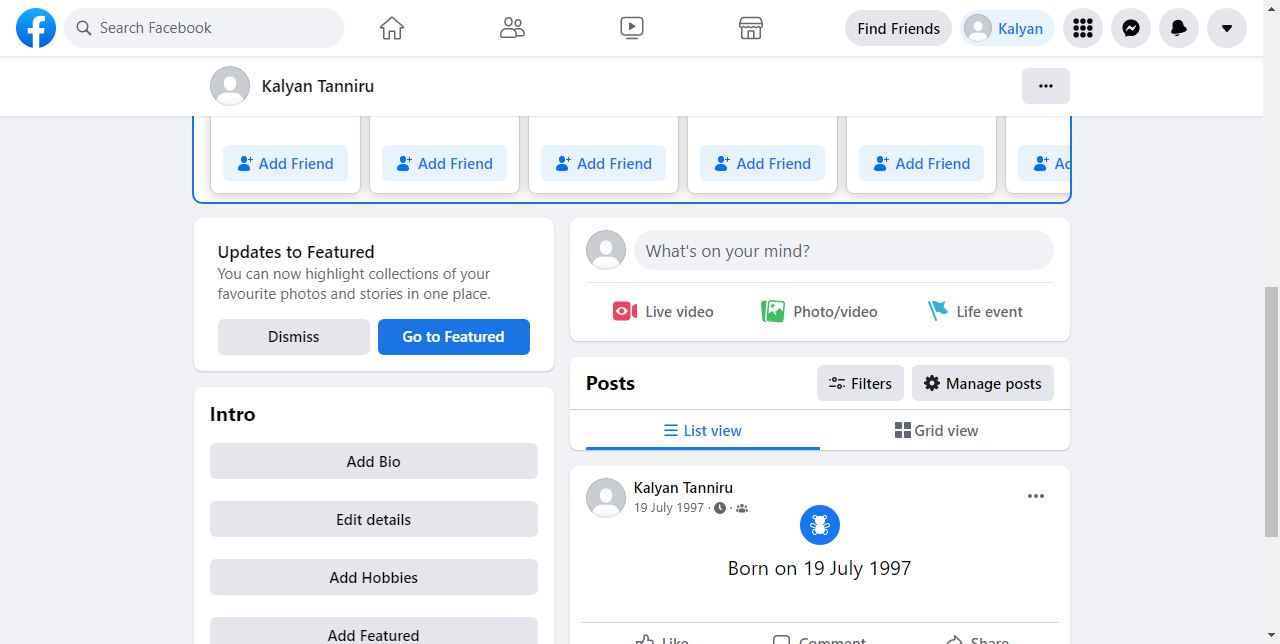 Search Facebook
Find Friends
Kalyan
Kalyan Tanniru
Add Friend
Add Friend
Add Friend
Add Friend
Add Friend
Updates to Featured
You can now highlight collections of your
favourite photos and stories in one place.
Dismiss
Go to Featured
Intro
Add Bio
Edit details
Add Hobbies
Add Featured
What's on your mind?
Live video
Photo/video
Life event
Posts
Filters
Manage posts
List view
Grid view
Kalyan Tanniru
19 July 1997
Born on 19 July 1997
Like
Comment
Share